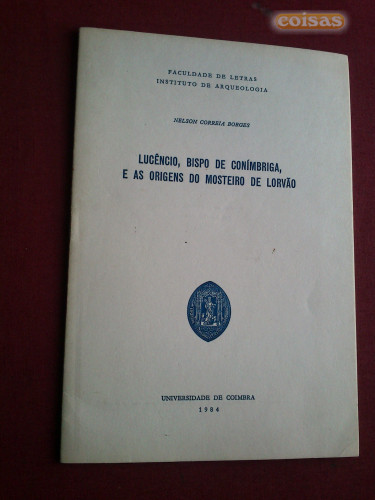 coisas
FACULDADE DE LETRAS
INSTITUTO DE ARQUEOLOGIA
NELSON CORREIA BORGES
LUCÊNCIO, BISPO DE CONÍMBRIGA,
E AS ORIGENS DO MOSTEIRO DE LORVÃO
UNIVERSIDADE DE COIMBRA
1984